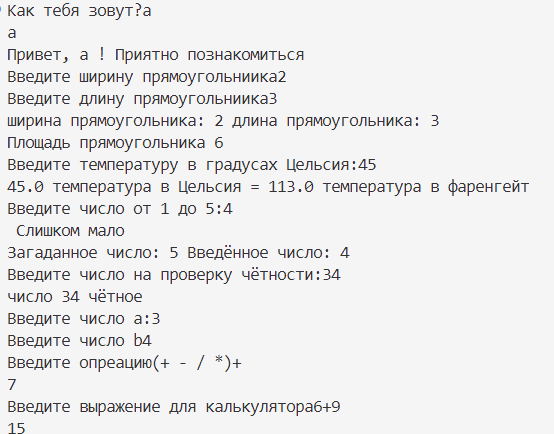 Как тебя зовут?а
а
Привет, а ! Приятно познакомиться
Введите ширину прямоугольниика2
Введите длину прямоугольниика3
ширина прямоугольника: 2 длина прямоугольника: 3
Площадь прямоугольника 6
Введите температуру в градусах Цельсия:45
45.0 температура в Цельсия = 113.0 температура в фаренгейт
Введите число от 1 до 5:4
Слишком мало
Загаданное число: 5 Введённое число: 4
Введите число на проверку чётности:34
число 34 чётное
Введите число a:3
Введите число b4
Введите опреацию(+ - / *)+
7
Введите выражение для калькулятора6+9
15